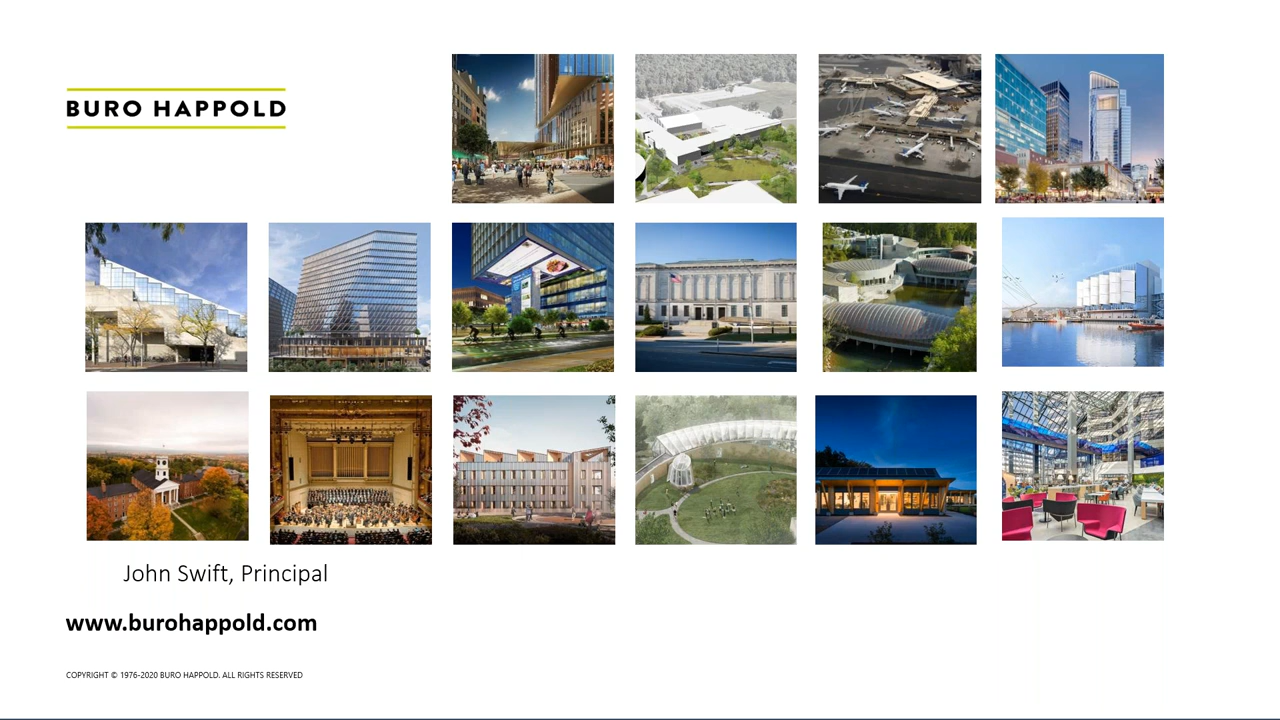 BURO HAPPOLD
John Swift, Principal
www.burohappold.com
COPYRIGHT © 1976-2020 BURO HAPPOLD. ALL RIGHTS RESERVED